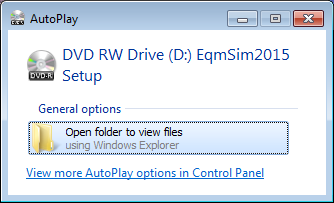 AutoPlay
DVD RW Drive (D:) EqmSim2015
Setup
General options
Open folder to view files
using Windows Explorer
View more AutoPlay options in Control Panel